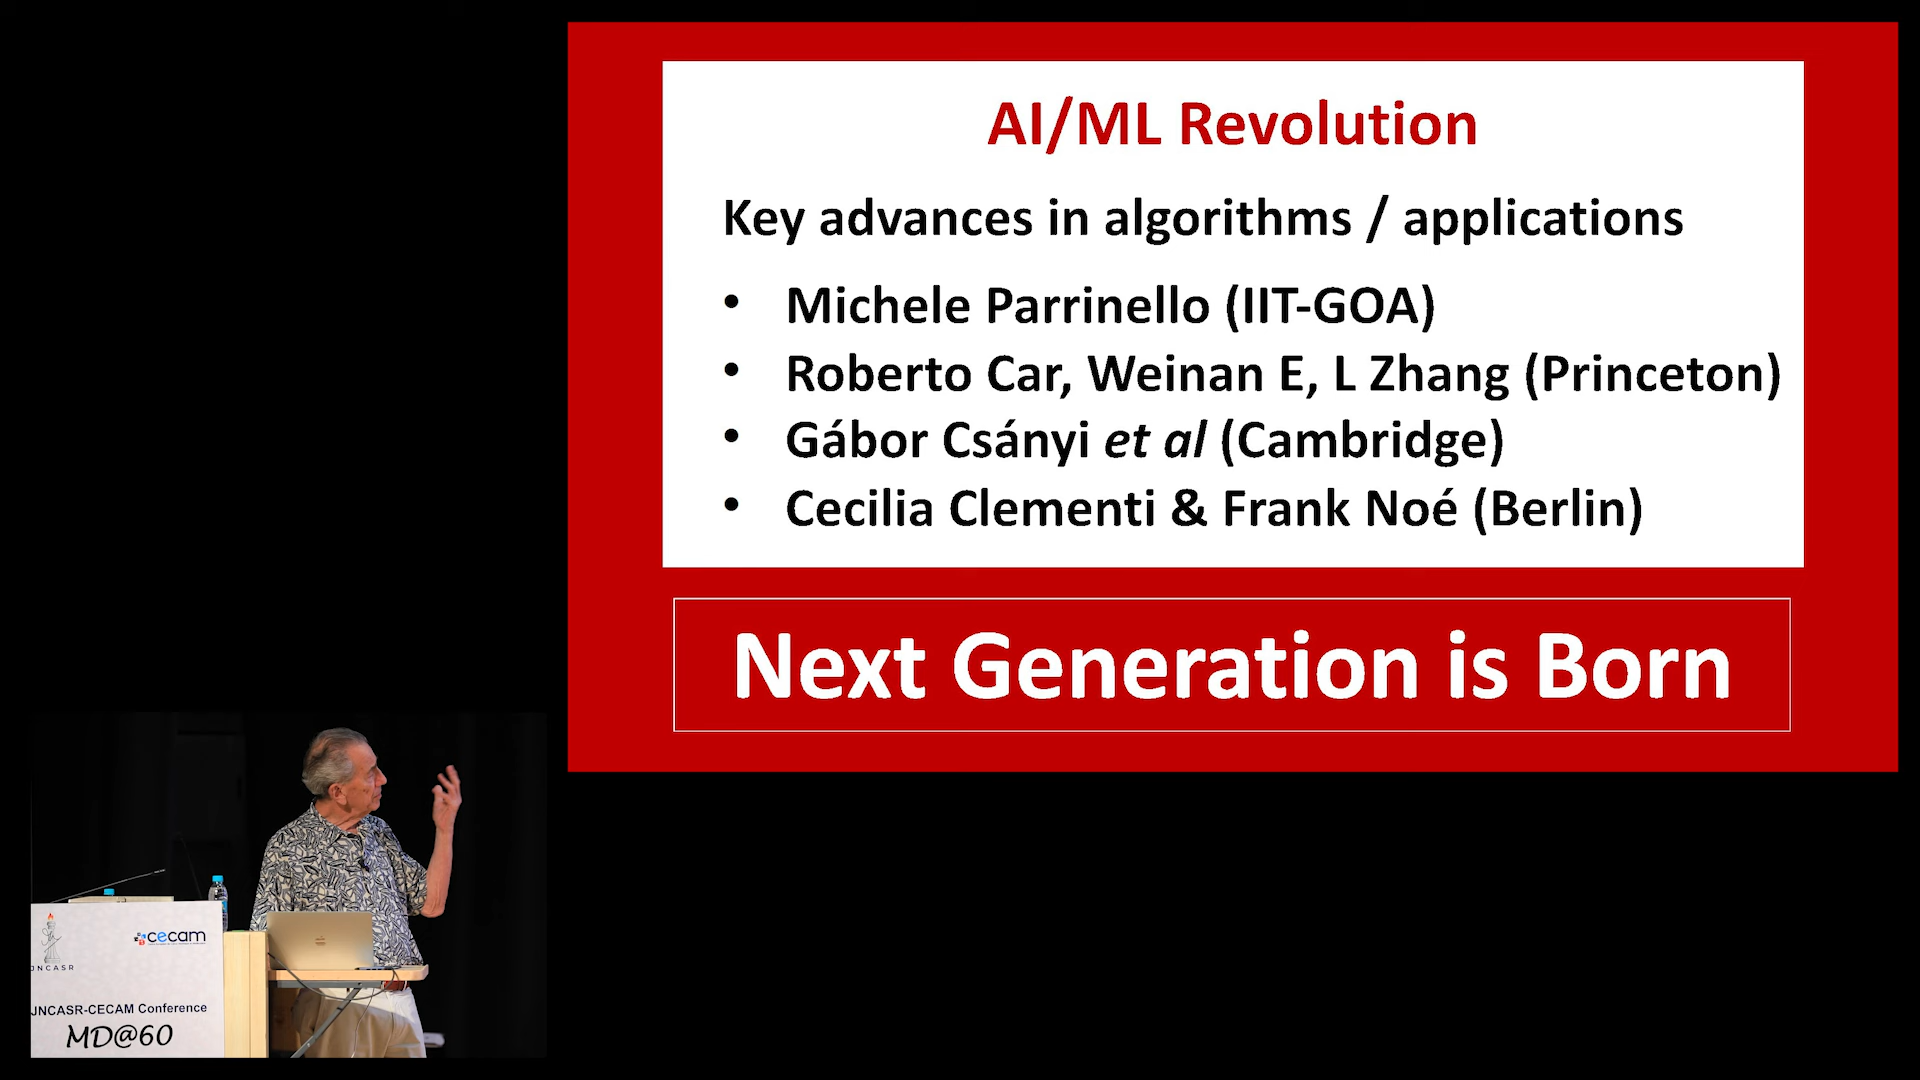 AI/ML Revolution
Key advances in algorithms / applications
• Michele Parrinello (IIT-GOA)
• Roberto Car, Weinan E, L Zhang (Princeton)
• Gábor Csányi et al (Cambridge)
• Cecilia Clementi & Frank Noé (Berlin)
Next Generation is Born
cecam
JNCASR
JNCASR-CECAM Conference
MD@60